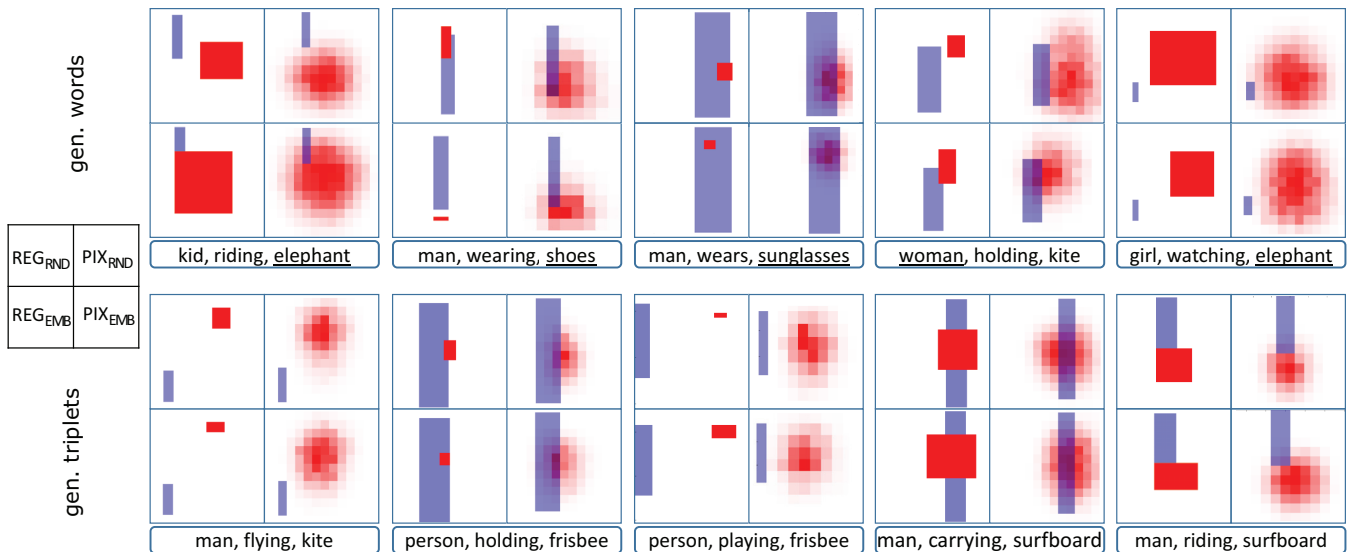 gen. words
REG_RND PIX_RND
REG_EMB PIX_EMB
kid, riding, elephant
man, wearing, shoes
man, wears, sunglasses
woman, holding, kite
girl, watching, elephant
gen. triplets
man, flying, kite
person, holding, frisbee
person, playing, frisbee
man, carrying, surfboard
man, riding, surfboard